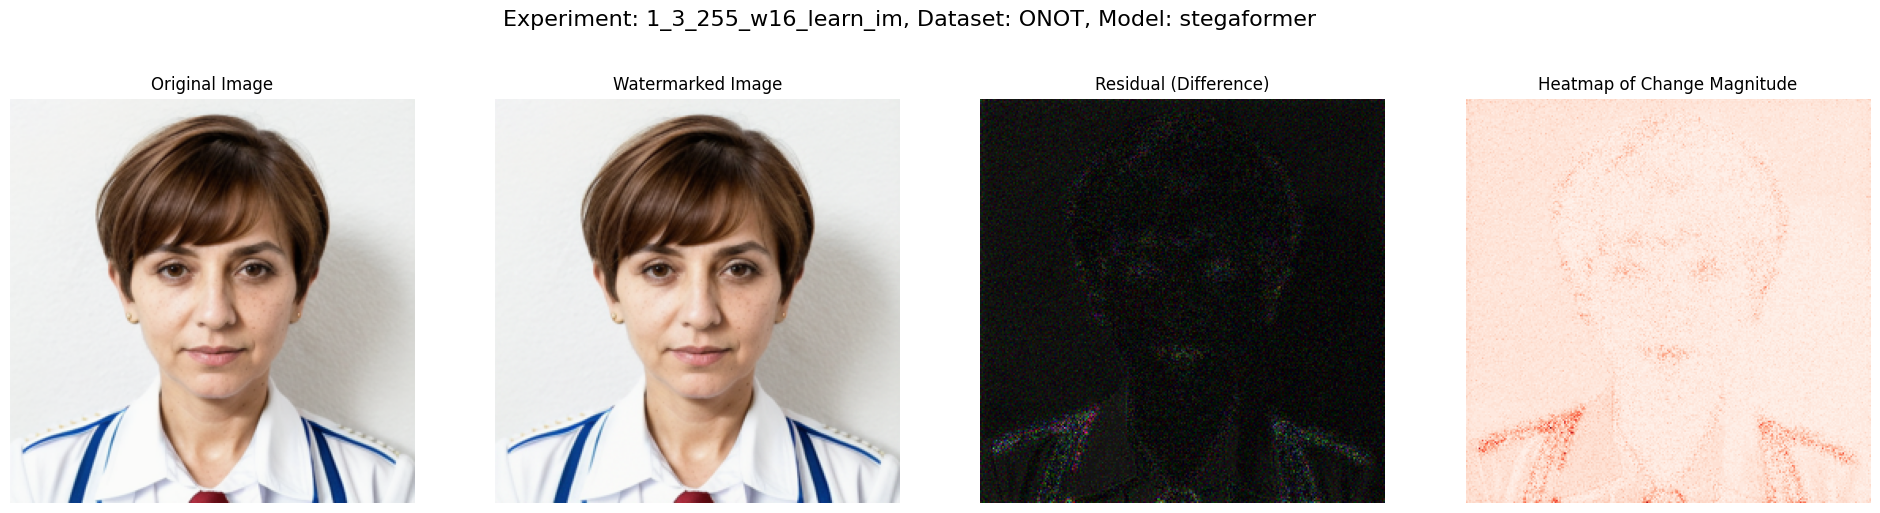 Experiment: 1_3_255_w16_learn_im, Dataset: ONOT, Model: stegaformer
Original Image
Watermarked Image
Residual (Difference)
Heatmap of Change Magnitude